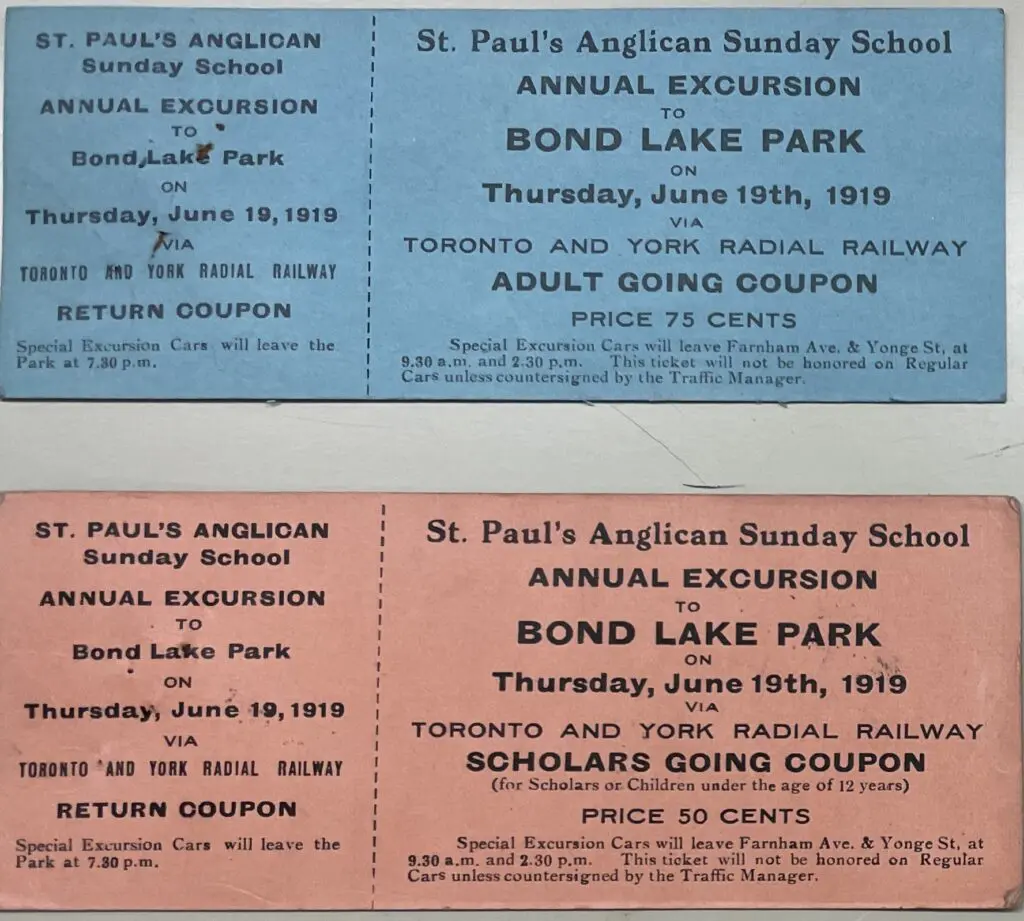 ST. PAUL'S ANGLICAN
Sunday School
ANNUAL EXCURSION
TO
Bond Lake Park
ON
Thursday, June 19, 1919
VIA
TORONTO AND YORK RADIAL RAILWAY
RETURN COUPON
Special Excursion Cars will leave the
Park at 7.30 p.m.
St. Paul's Anglican Sunday School
ANNUAL EXCURSION
TO
BOND LAKE PARK
ON
Thursday, June 19th, 1919
VIA
TORONTO AND YORK RADIAL RAILWAY
ADULT GOING COUPON
PRICE 75 CENTS
Special Excursion Cars will leave Farnham Ave. & Yonge St, at
9.30 a.m. and 2.30 p.m. This ticket will not be honored on Regular
Cars unless countersigned by the Traffic Manager.
ST. PAUL'S ANGLICAN
Sunday School
ANNUAL EXCURSION
TO
Bond Lake Park
ON
Thursday, June 19, 1919
VIA
TORONTO AND YORK RADIAL RAILWAY
RETURN COUPON
Special Excursion Cars will leave the
Park at 7.30 p.m.
St. Paul's Anglican Sunday School
ANNUAL EXCURSION
TO
BOND LAKE PARK
ON
Thursday, June 19th, 1919
VIA
TORONTO AND YORK RADIAL RAILWAY
SCHOLARS GOING COUPON
(for Scholars or Children under the age of 12 years)
PRICE 50 CENTS
Special Excursion Cars will leave Farnham Ave. & Yonge St, at
9.30 a.m. and 2.30 p.m. This ticket will not be honored on Regular
Cars unless countersigned by the Traffic Manager.